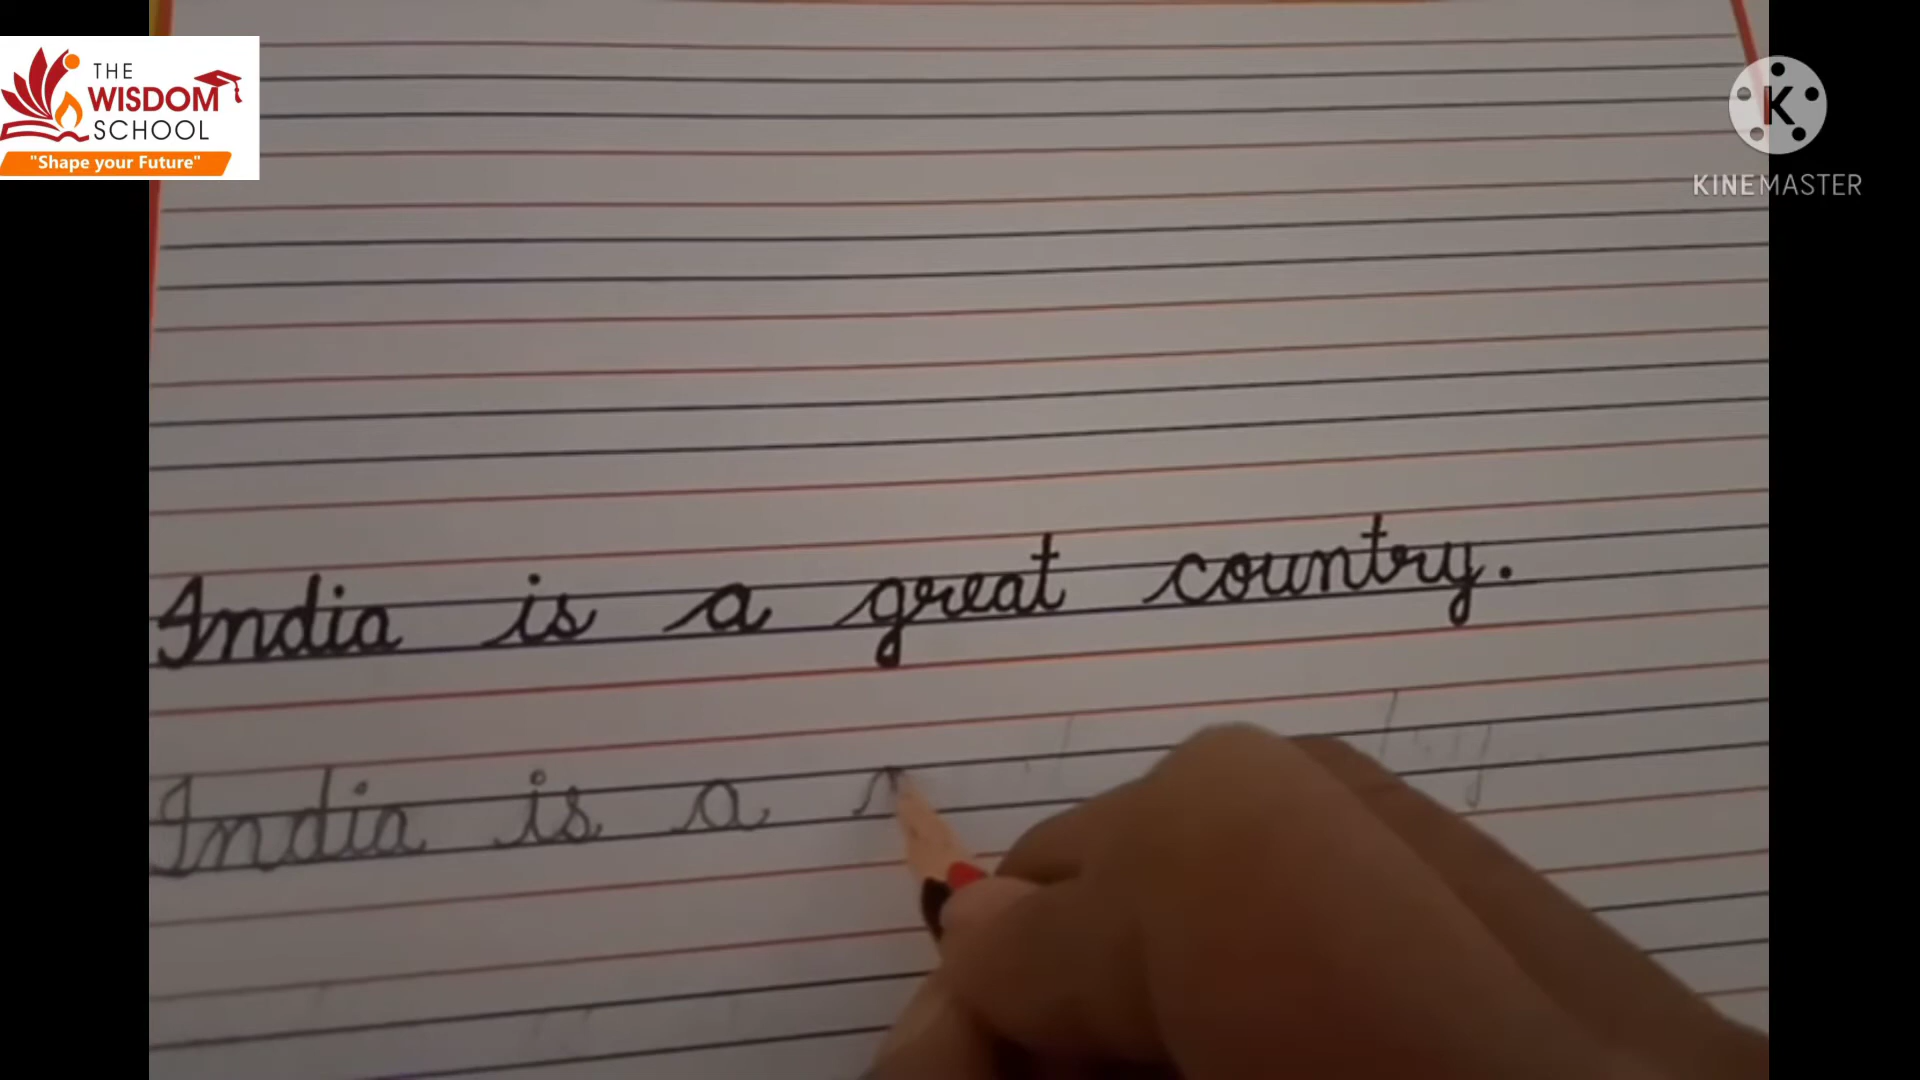 THE
WISDOM
SCHOOL
"Shape your Future"
KINEMASTER
India is a great country.
India is a